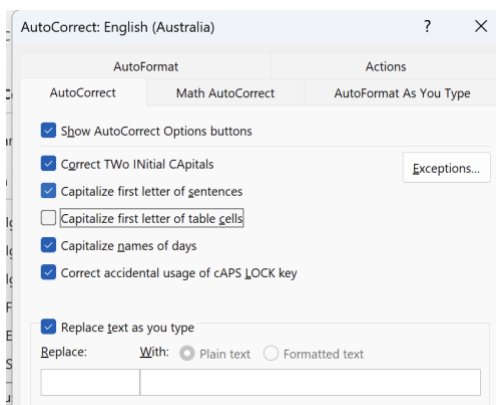 AutoCorrect: English (Australia) ? X
AutoFormat Actions
AutoCorrect Math AutoCorrect AutoFormat As You Type
Show AutoCorrect Options buttons
Correct TWo INitial CApitals
Exceptions...
Capitalize first letter of sentences
Capitalize first letter of table cells
Capitalize names of days
Correct accidental usage of cAPS LOCK key
Replace text as you type
Replace: With: Plain text Formatted text